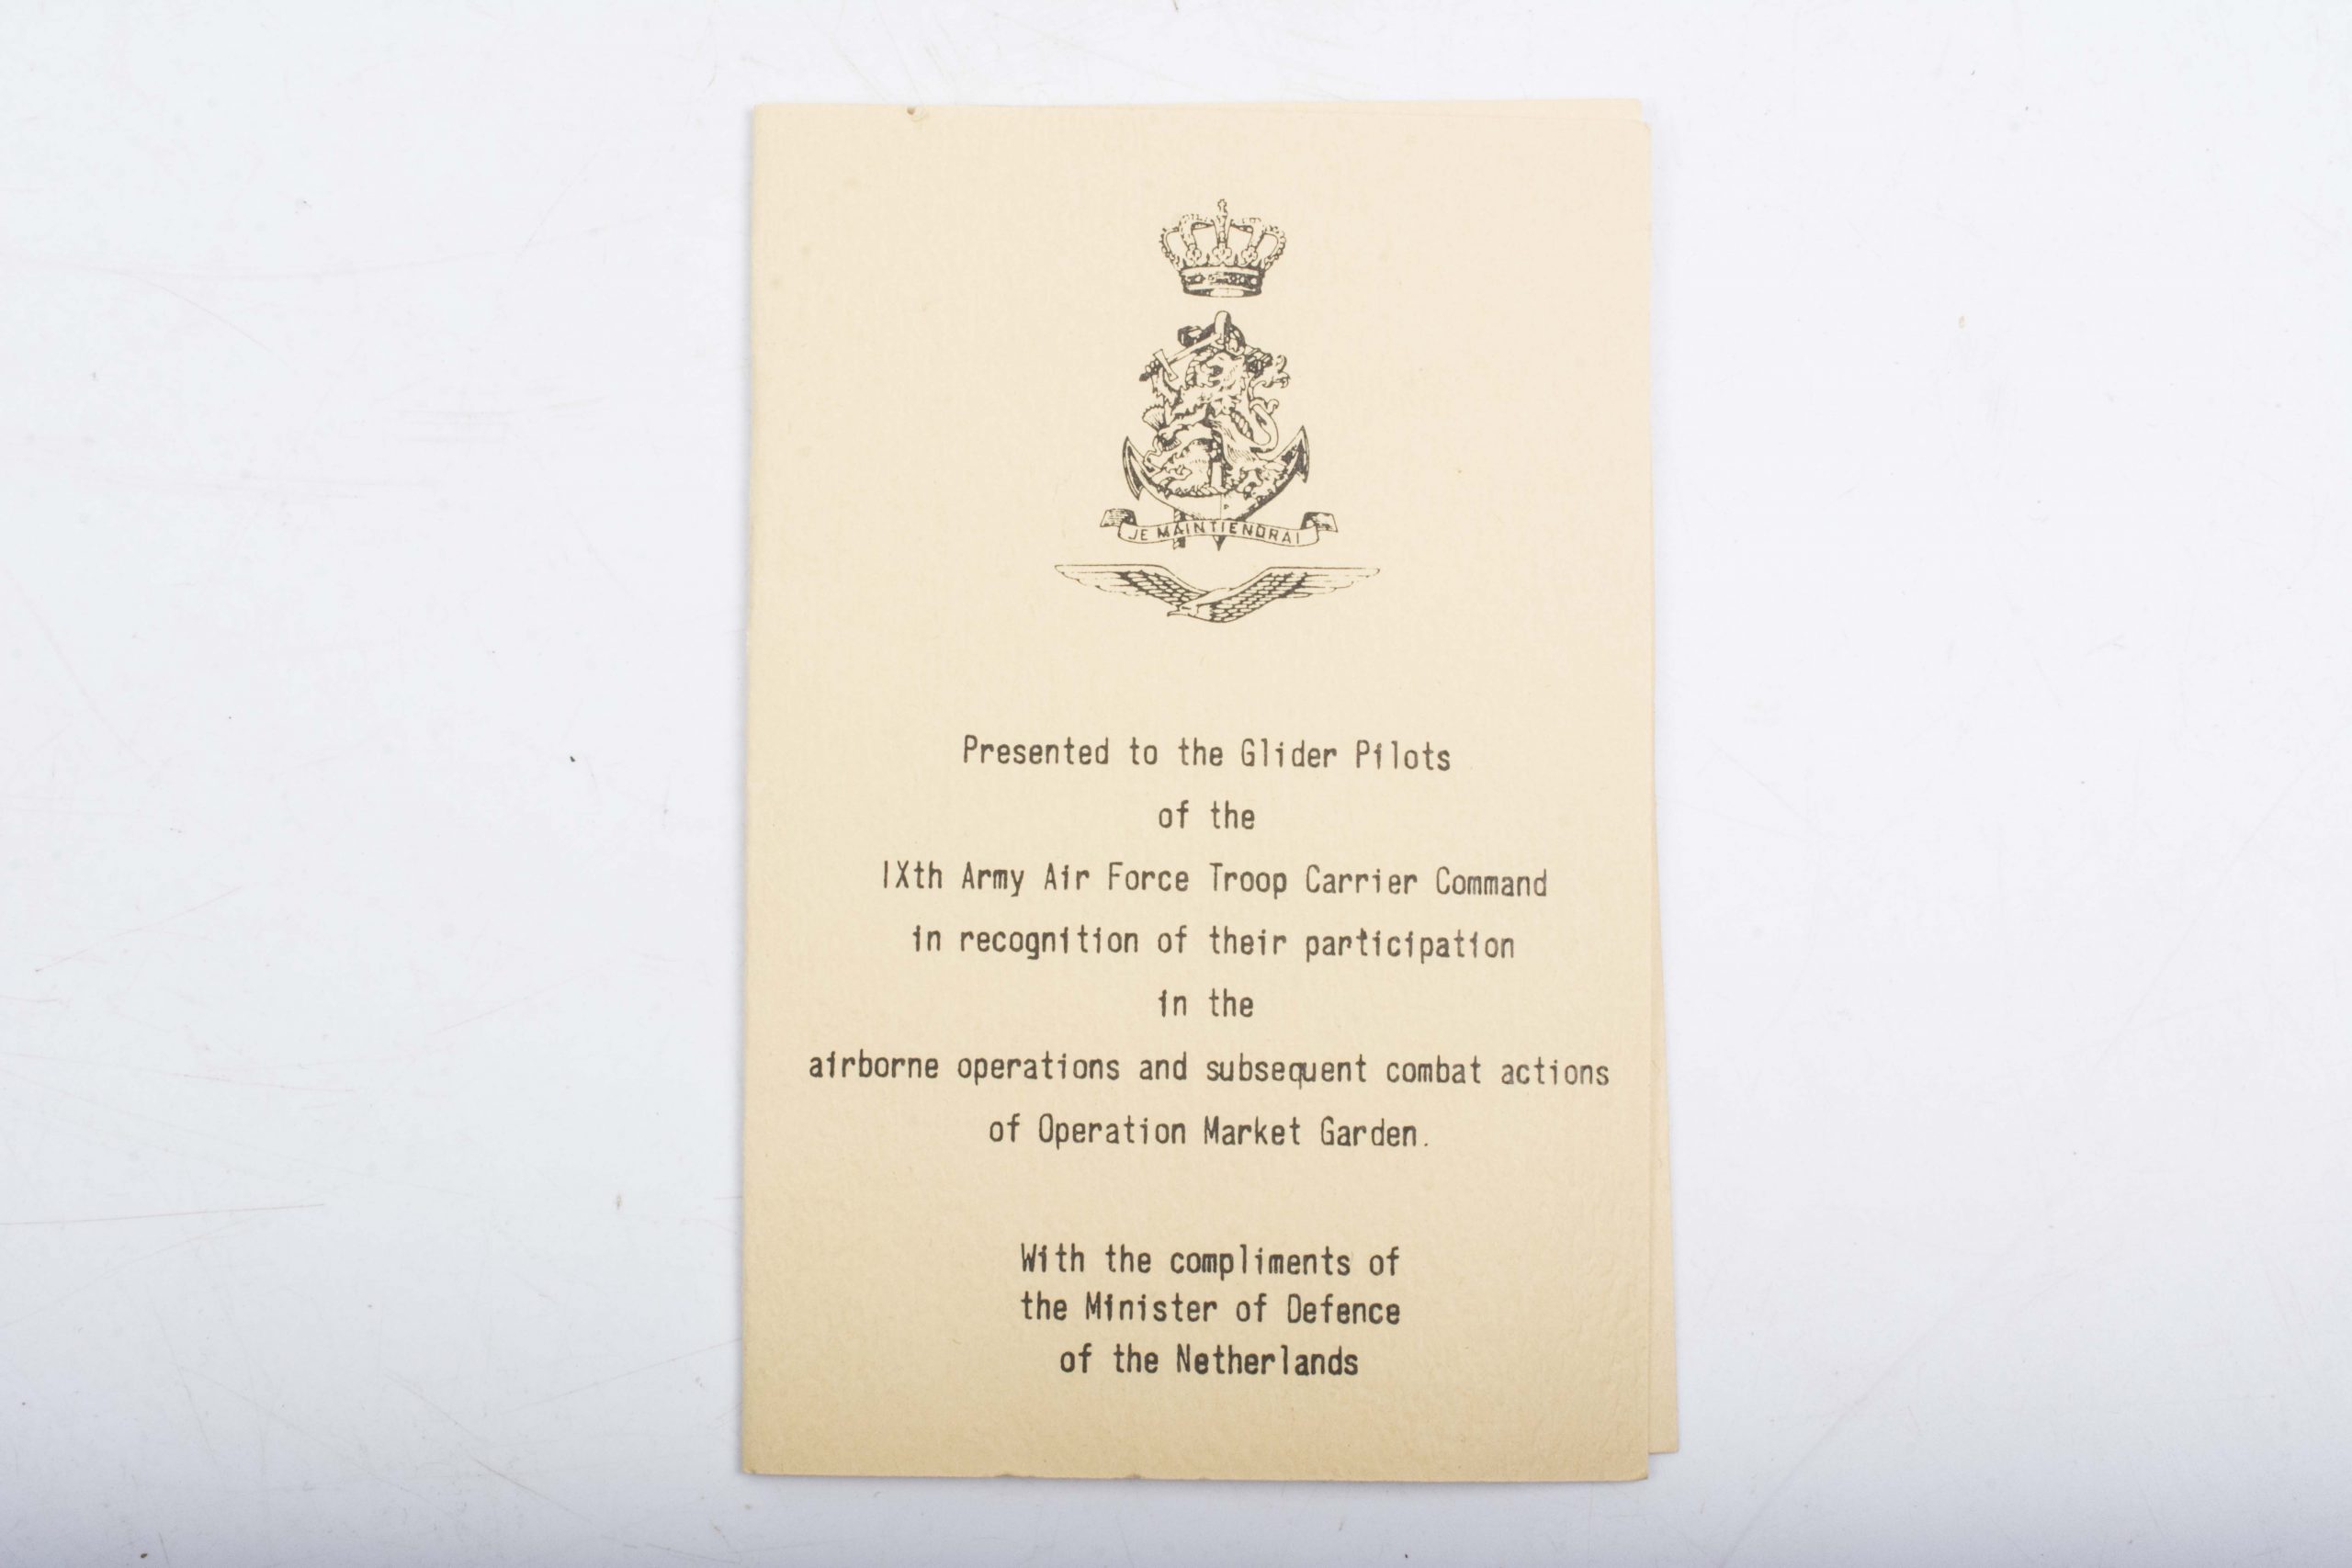 JE MAINTIENDRAI
Presented to the Glider Pilots
of the
IXth Army Air Force Troop Carrier Command
in recognition of their participation
in the
airborne operations and subsequent combat actions
of Operation Market Garden.
With the compliments of
the Minister of Defence
of the Netherlands